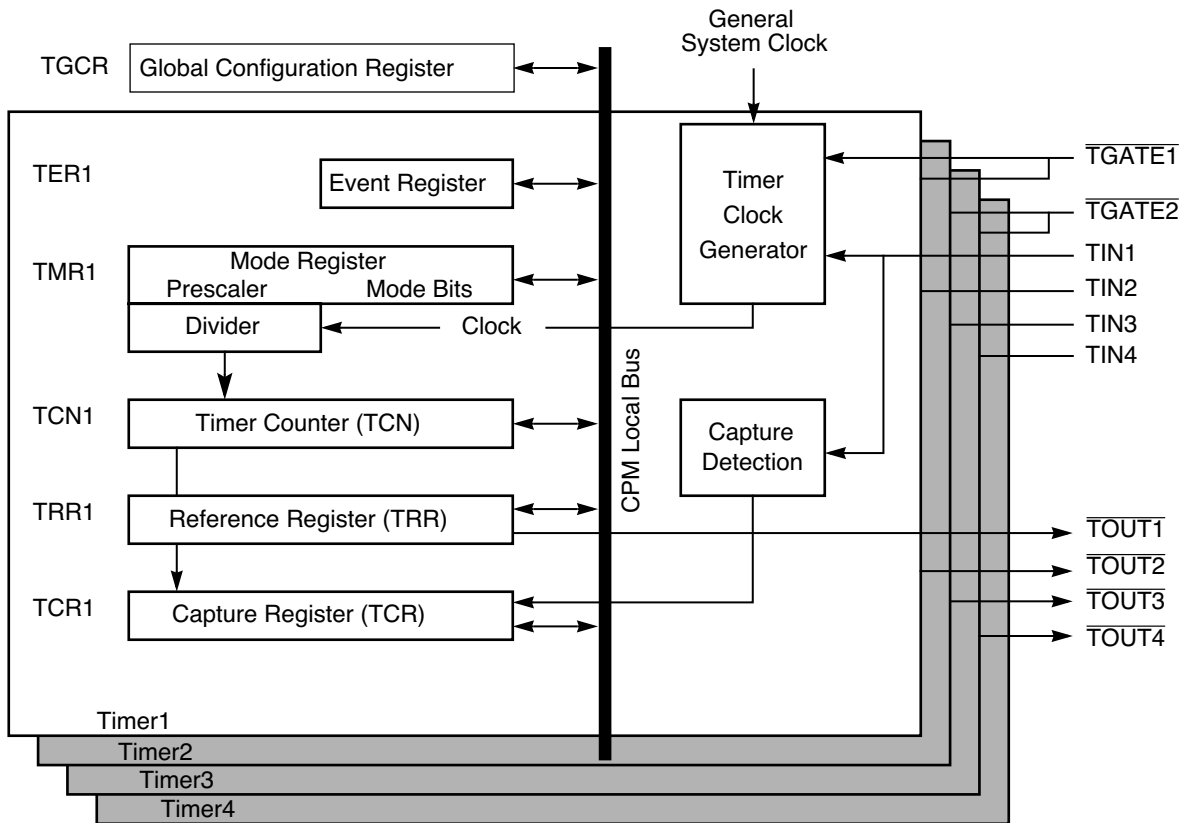 General
System Clock
TGCR
Global Configuration Register
TER1
Event Register
Timer
Clock
Generator
TGATE1
TGATE2
TIN1
TIN2
TIN3
TIN4
TMR1
Mode Register
Prescaler Mode Bits
Divider
Clock
CPM Local Bus
TCN1
Timer Counter (TCN)
Capture
Detection
TRR1
Reference Register (TRR)
TCR1
Capture Register (TCR)
TOUT1
TOUT2
TOUT3
TOUT4
Timer1
Timer2
Timer3
Timer4